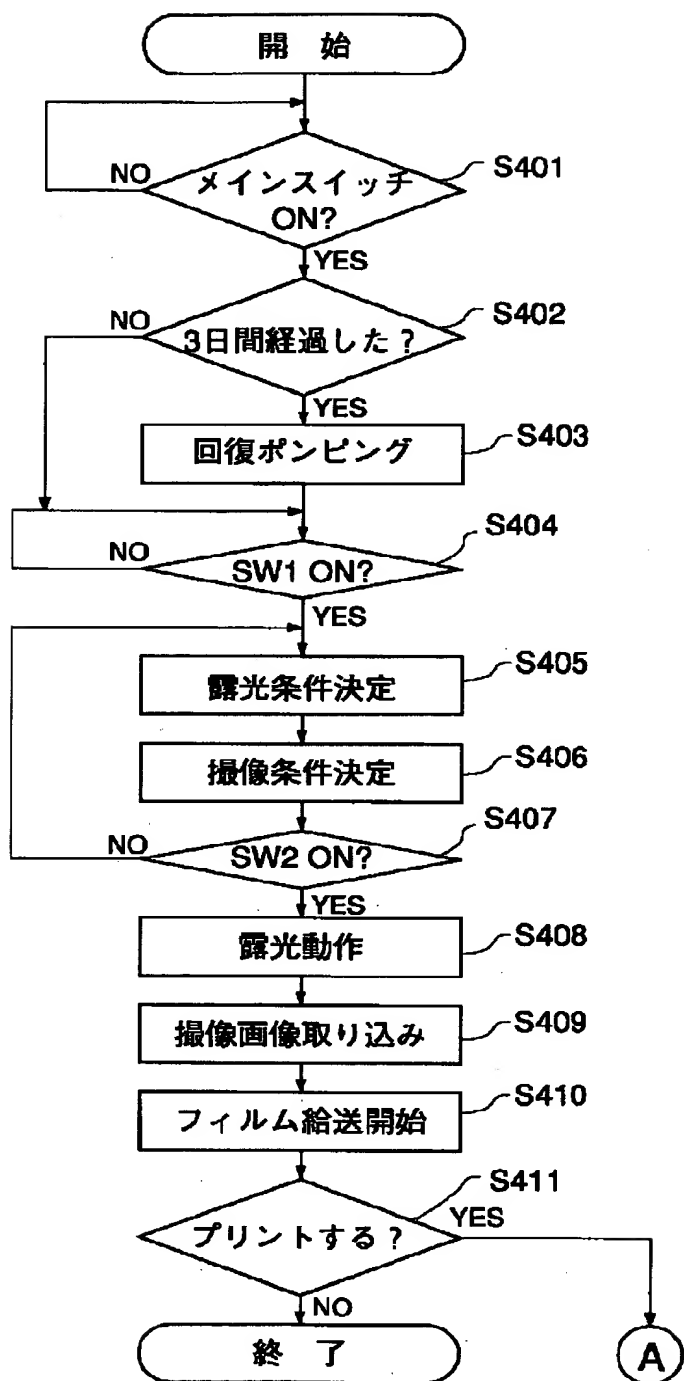 開 始
NO
メインスイッチ
ON?
S401
YES
NO
3日間経過した?
S402
YES
回復ポンピング
S403
NO
SW1 ON?
S404
YES
露光条件決定
S405
撮像条件決定
S406
NO
SW2 ON?
S407
YES
露光動作
S408
撮像画像取り込み
S409
フィルム給送開始
S410
プリントする?
S411
YES
NO
終 了
A